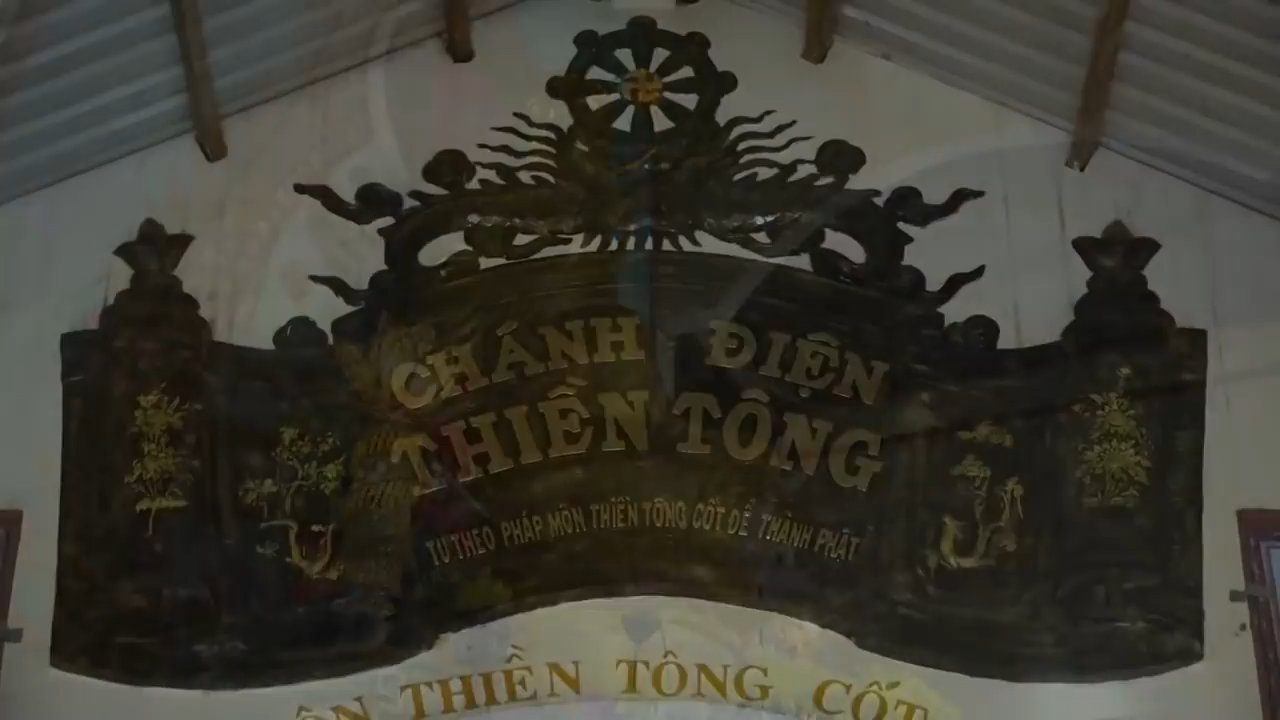 CHÁNH ĐIỆN
THIỀN TÔNG
TU THEO PHÁP MÔN THIỀN TÔNG CỐT ĐỂ THÀNH PHẬT
THIỀN TÔNG CỐT